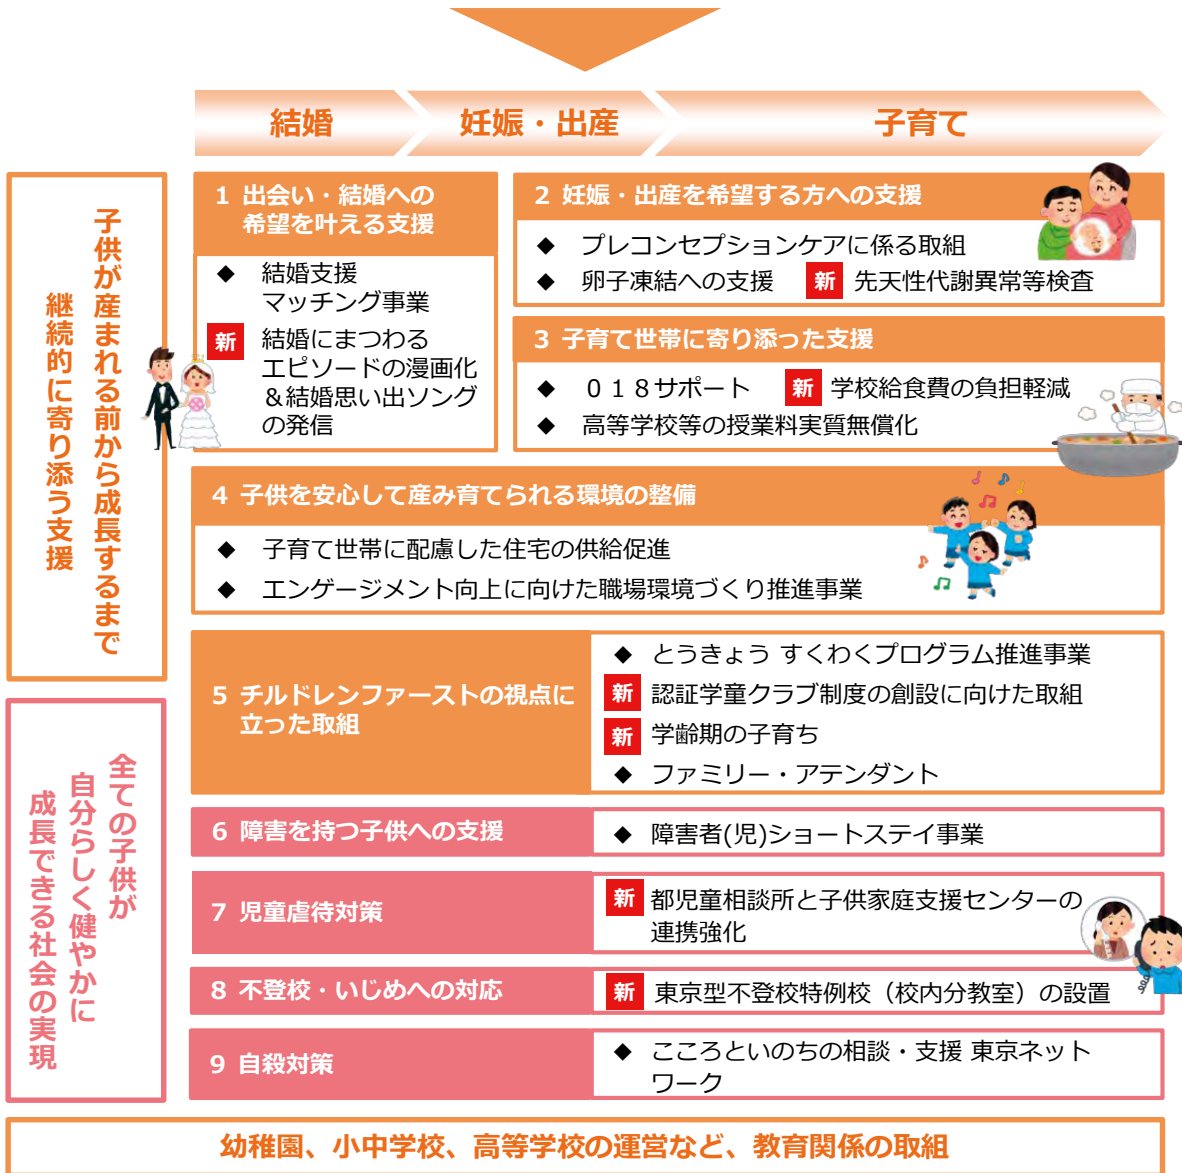 結婚
妊娠・出産
子育て
子供が産まれる前から成長するまで
継続的に寄り添う支援
1 出会い・結婚への
希望を叶える支援
◆ 結婚支援
マッチング事業
新 結婚にまつわる
エピソードの漫画化
＆結婚思い出ソング
の発信
2 妊娠・出産を希望する方への支援
◆ プレコンセプションケアに係る取組
◆ 卵子凍結への支援 新 先天性代謝異常等検査
3 子育て世帯に寄り添った支援
◆ ０１８サポート 新 学校給食費の負担軽減
◆ 高等学校等の授業料実質無償化
4 子供を安心して産み育てられる環境の整備
◆ 子育て世帯に配慮した住宅の供給促進
◆ エンゲージメント向上に向けた職場環境づくり推進事業
5 チルドレンファーストの視点に
立った取組
◆ とうきょう すくわくプログラム推進事業
新 認証学童クラブ制度の創設に向けた取組
新 学齢期の子育ち
◆ ファミリー・アテンダント
全ての子供が
自分らしく健やかに
成長できる社会の実現
6 障害を持つ子供への支援
◆ 障害者(児)ショートステイ事業
7 児童虐待対策
新 都児童相談所と子供家庭支援センターの
連携強化
8 不登校・いじめへの対応
新 東京型不登校特例校（校内分教室）の設置
9 自殺対策
◆ こころといのちの相談・支援 東京ネット
ワーク
幼稚園、小中学校、高等学校の運営など、教育関係の取組